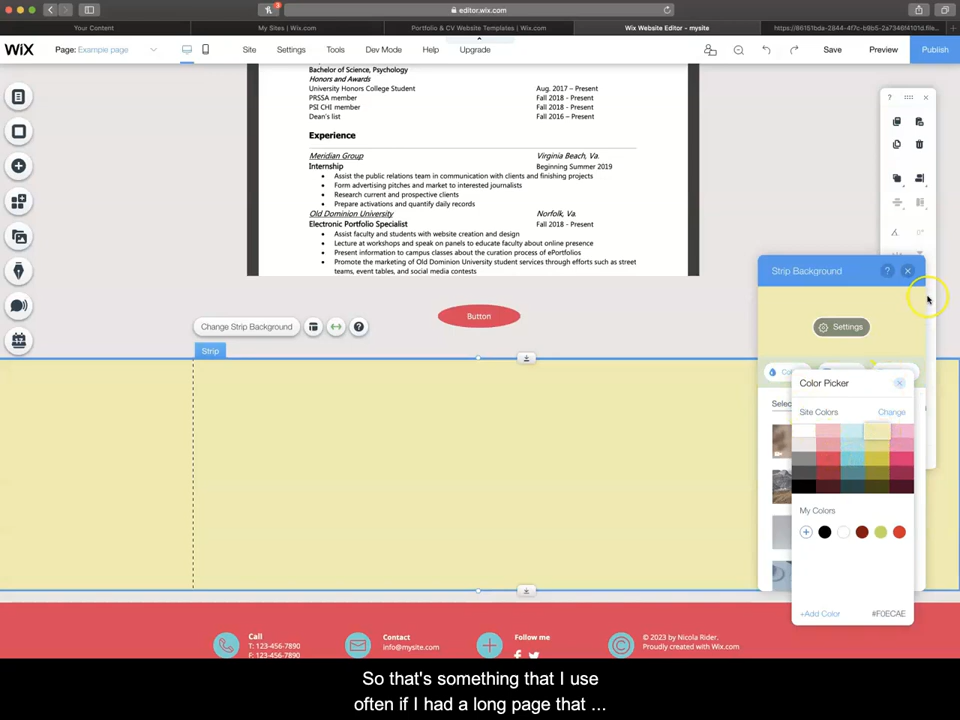 editor.wix.com
Your Content
My Sites | Wix.com
Portfolio & CV Website Templates | Wix.com
Wix Website Editor - mysite
https://86151bda-2844-4f7c-b8b5-2a7346f4101d.file...
WiX
Page: Example page
Site
Settings
Tools
Dev Mode
Help
Upgrade
Save
Preview
Publish
Bachelor of Science, Psychology
Honors and Awards
University Honors College Student Aug. 2017 – Present
PRSSA member Fall 2018 - Present
PSI CHI member Fall 2018 - Present
Dean's list Fall 2016 – Present
Experience
Meridian Group Virginia Beach, Va.
Internship Beginning Summer 2019
• Assist the public relations team in communication with clients and finishing projects
• Form advertising pitches and market to interested journalists
• Research current and prospective clients
• Prepare activations and quantify daily records
Old Dominion University Norfolk, Va.
Electronic Portfolio Specialist Fall 2018 - Present
• Assist faculty and students with website creation and design
• Lecture at workshops and speak on panels to educate faculty about online presence
• Present information to campus classes about the curation process of ePortfolios
• Promote the marketing of Old Dominion University student services through efforts such as street
teams, event tables, and social media contests
Button
Change Strip Background
Strip
Strip Background
Settings
Color Picker
Site Colors
Change
My Colors
+Add Color
#F0ECAE
Call
T: 123-456-7890
F: 123-456-7890
Contact
info@mysite.com
Follow me
© 2023 by Nicola Rider.
Proudly created with Wix.com
So that's something that I use
often if I had a long page that ...